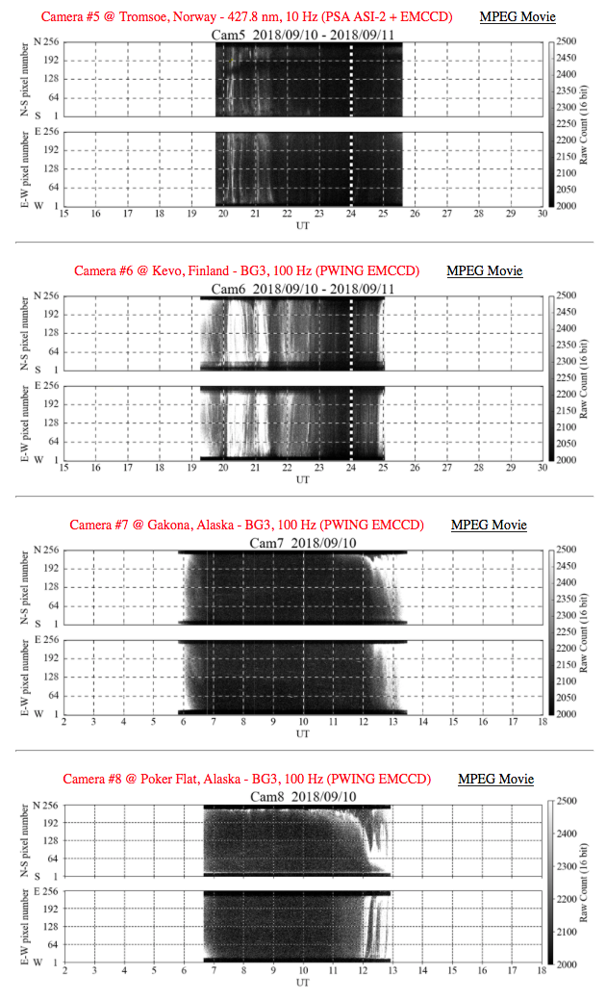 Camera #5 @ Tromsoe, Norway - 427.8 nm, 10 Hz (PSA ASI-2 + EMCCD) MPEG Movie
Cam5 2018/09/10 - 2018/09/11
N 256
192
128
64
S 1
N-S pixel number
E 256
192
128
64
W 1
E-W pixel number
15 16 17 18 19 20 21 22 23 24 25 26 27 28 29 30
UT
2500
2450
2400
2350
2300
2250
2200
2150
2100
2050
2000
Raw Count (16 bit)
Camera #6 @ Kevo, Finland - BG3, 100 Hz (PWING EMCCD) MPEG Movie
Cam6 2018/09/10 - 2018/09/11
N 256
192
128
64
S 1
N-S pixel number
E 256
192
128
64
W 1
E-W pixel number
15 16 17 18 19 20 21 22 23 24 25 26 27 28 29 30
UT
2500
2450
2400
2350
2300
2250
2200
2150
2100
2050
2000
Raw Count (16 bit)
Camera #7 @ Gakona, Alaska - BG3, 100 Hz (PWING EMCCD) MPEG Movie
Cam7 2018/09/10
N 256
192
128
64
S 1
N-S pixel number
E 256
192
128
64
W 1
E-W pixel number
2 3 4 5 6 7 8 9 10 11 12 13 14 15 16 17 18
UT
2500
2450
2400
2350
2300
2250
2200
2150
2100
2050
2000
Raw Count (16 bit)
Camera #8 @ Poker Flat, Alaska - BG3, 100 Hz (PWING EMCCD) MPEG Movie
Cam8 2018/09/10
N 256
192
128
64
S 1
N-S pixel number
E 256
192
128
64
W 1
E-W pixel number
2 3 4 5 6 7 8 9 10 11 12 13 14 15 16 17 18
UT
2500
2400
2300
2200
2100
2000
Raw Count (16 bit)